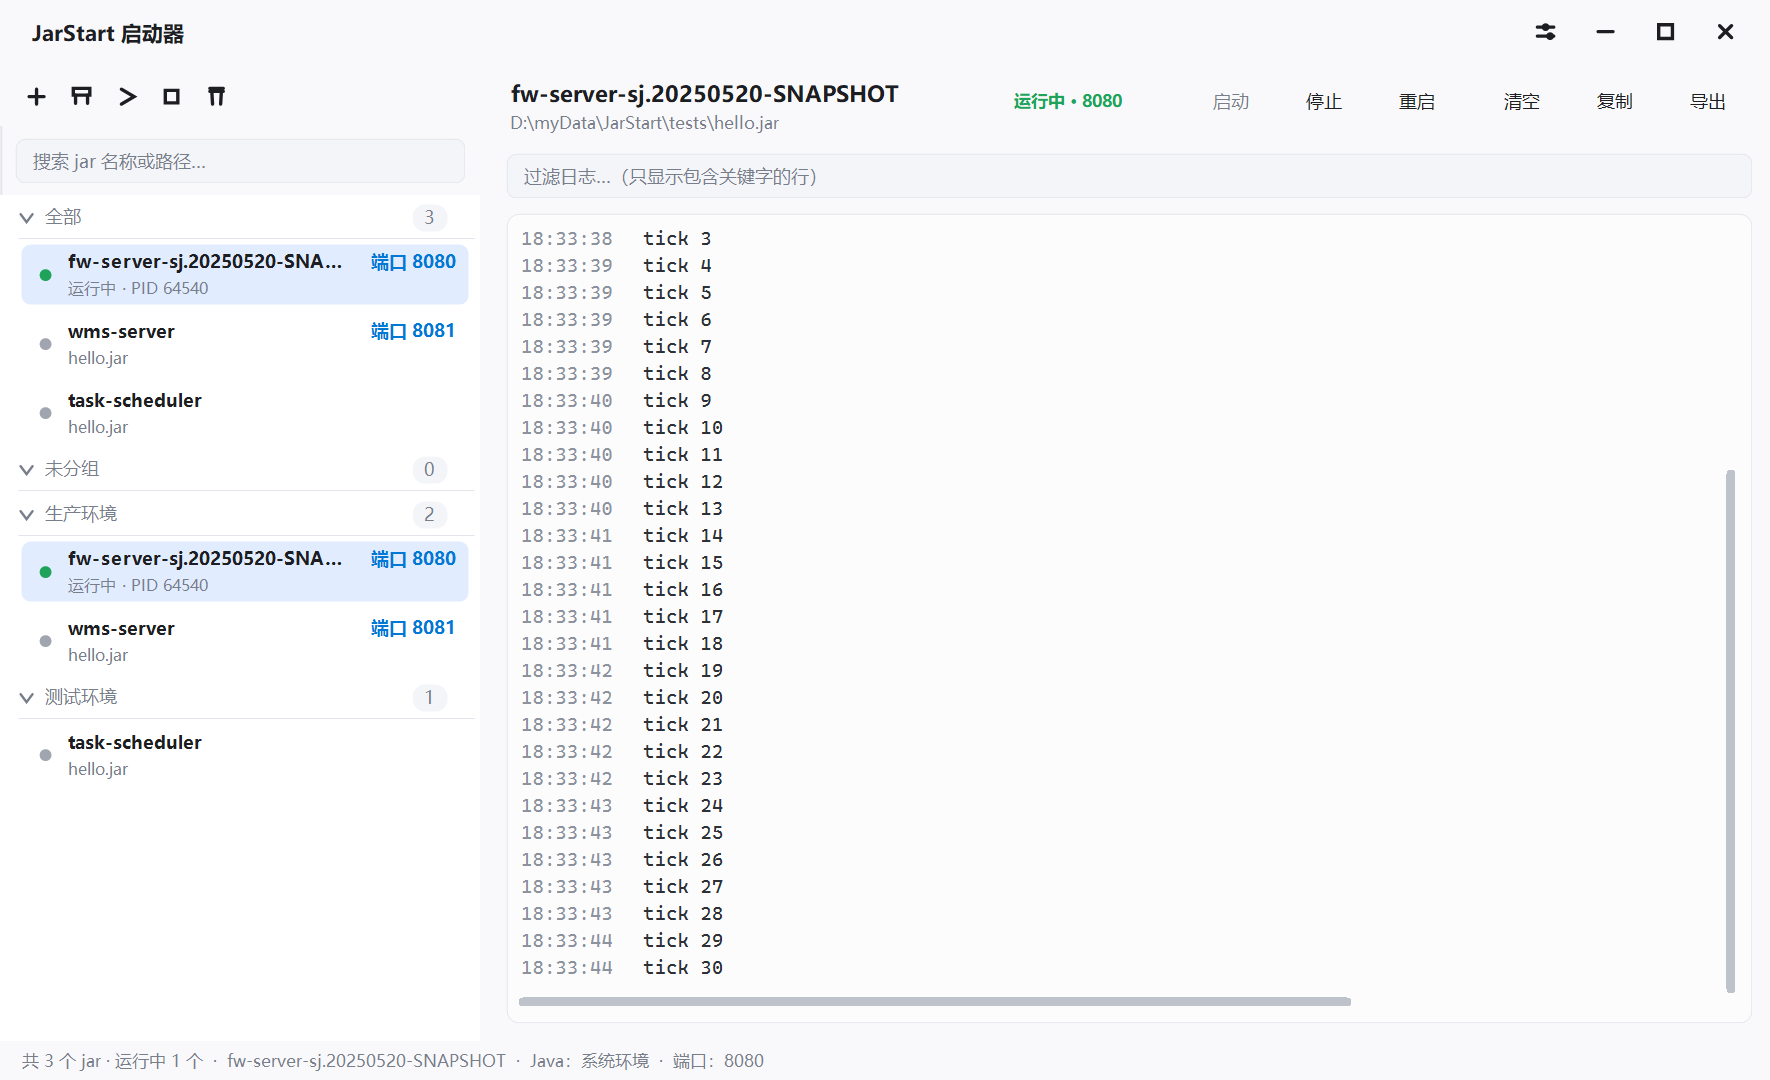 JarStart 启动器
搜索 jar 名称或路径...
全部 3
fw-server-sj.20250520-SNA... 端口 8080
运行中 · PID 64540
wms-server 端口 8081
hello.jar
task-scheduler
hello.jar
未分组 0
生产环境 2
fw-server-sj.20250520-SNA... 端口 8080
运行中 · PID 64540
wms-server 端口 8081
hello.jar
测试环境 1
task-scheduler
hello.jar
fw-server-sj.20250520-SNAPSHOT
D:\myData\JarStart\tests\hello.jar
运行中 • 8080 启动 停止 重启 清空 复制 导出
过滤日志...（只显示包含关键字的行）
18:33:38 tick 3
18:33:39 tick 4
18:33:39 tick 5
18:33:39 tick 6
18:33:39 tick 7
18:33:39 tick 8
18:33:40 tick 9
18:33:40 tick 10
18:33:40 tick 11
18:33:40 tick 12
18:33:40 tick 13
18:33:41 tick 14
18:33:41 tick 15
18:33:41 tick 16
18:33:41 tick 17
18:33:41 tick 18
18:33:42 tick 19
18:33:42 tick 20
18:33:42 tick 21
18:33:42 tick 22
18:33:42 tick 23
18:33:43 tick 24
18:33:43 tick 25
18:33:43 tick 26
18:33:43 tick 27
18:33:43 tick 28
18:33:44 tick 29
18:33:44 tick 30
共 3 个 jar · 运行中 1 个 · fw-server-sj.20250520-SNAPSHOT · Java：系统环境 · 端口：8080